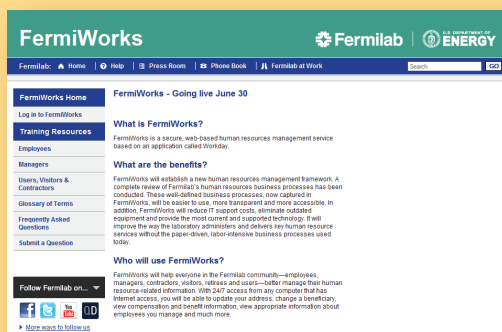 FermiWorks
Fermilab
U.S. DEPARTMENT OF
ENERGY
Fermilab: Home Help Press Room Phone Book Fermilab at Work
Search GO
FermiWorks Home
Log in to FermiWorks
Training Resources
Employees
Managers
Users, Visitors &
Contractors
Glossary of Terms
Frequently Asked
Questions
Submit a Question
Follow Fermilab on...
f
You
Tube
QD
More ways to follow us
FermiWorks - Going live June 30
What is FermiWorks?
FermiWorks is a secure, web-based human resources management service
based on an application called Workday.
What are the benefits?
FermiWorks will establish a new human resources management framework. A
complete review of Fermilab's human resources business processes has been
conducted. These well-defined business processes, now captured in
FermiWorks, will be easier to use, more transparent and more accessible. In
addition, FermiWorks will reduce IT support costs, eliminate outdated
equipment and provide the most current and supported technology. It will
improve the way the laboratory administers and delivers key human resource
services without the paper-driven, labor-intensive business processes used
today.
Who will use FermiWorks?
FermiWorks will help everyone in the Fermilab community—employees,
managers, contractors, visitors, retirees and users—better manage their human
resource-related information. With 24/7 access from any computer that has
Internet access, you will be able to update your address, change a beneficiary,
view compensation and benefit information, view appropriate information about
employees you manage and much more.